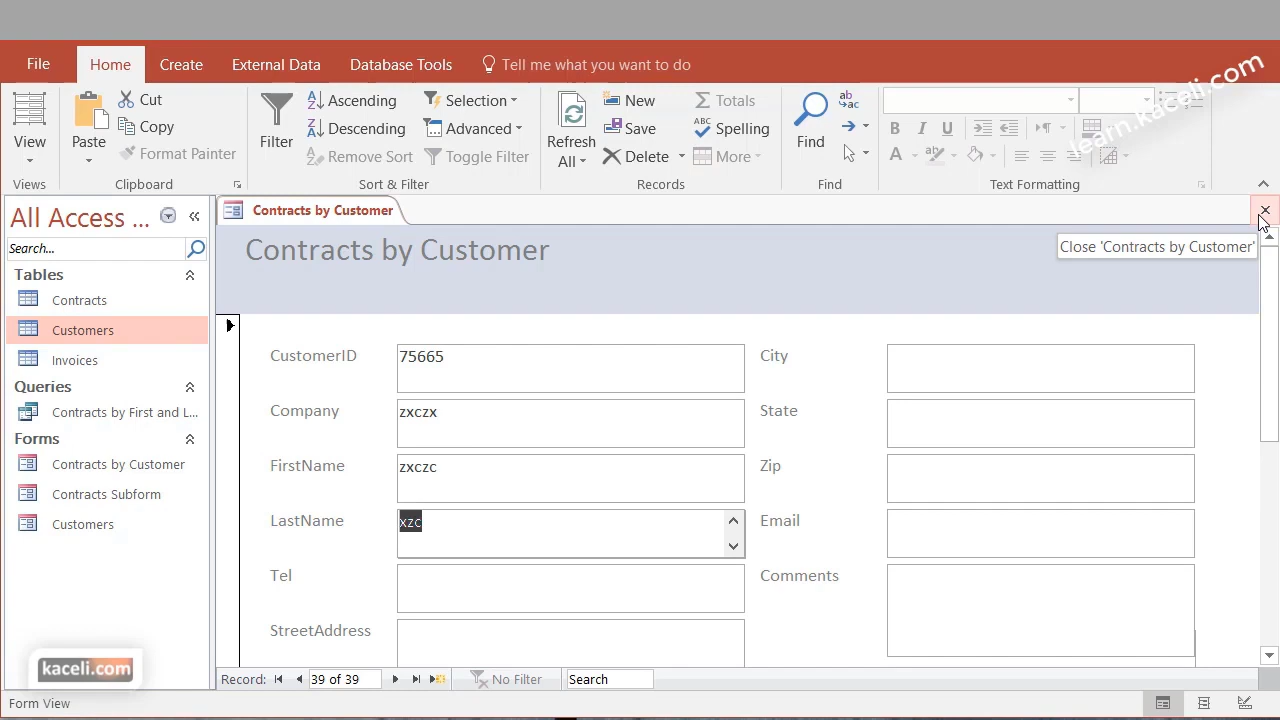 File Home Create External Data Database Tools Tell me what you want to do
learn.kaceli.com
View
Views
Paste
Cut
Copy
Format Painter
Clipboard
Filter
Ascending
Descending
Remove Sort
Selection
Advanced
Toggle Filter
Sort & Filter
Refresh
All
New
Save
Delete
Totals
Spelling
More
Records
Find
Find
Text Formatting
All Access ...
Search...
Tables
Contracts
Customers
Invoices
Queries
Contracts by First and L...
Forms
Contracts by Customer
Contracts Subform
Customers
Contracts by Customer
Close 'Contracts by Customer'
Contracts by Customer
CustomerID 75665 City
Company zxczx State
FirstName zxczc Zip
LastName xzc Email
Tel Comments
StreetAddress
kaceli.com
Record: 39 of 39 No Filter Search
Form View